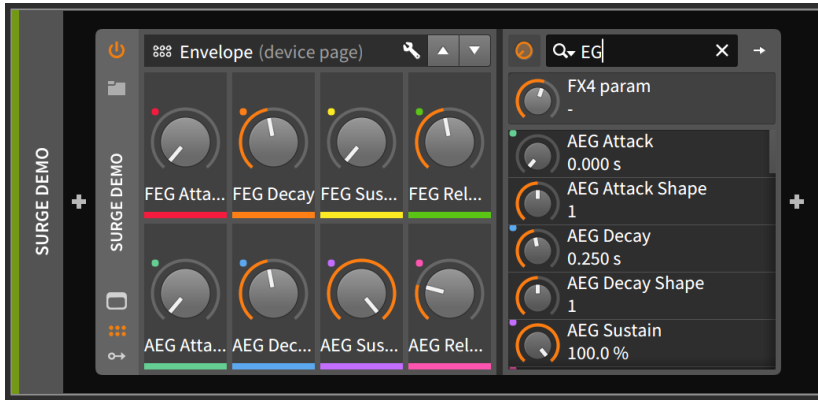 SURGE DEMO
SURGE DEMO
Envelope (device page)
FEG Atta... FEG Decay FEG Sus... FEG Rel...
AEG Atta... AEG Dec... AEG Sus... AEG Rel...
EG
FX4 param
-
AEG Attack
0.000 s
AEG Attack Shape
1
AEG Decay
0.250 s
AEG Decay Shape
1
AEG Sustain
100.0 %